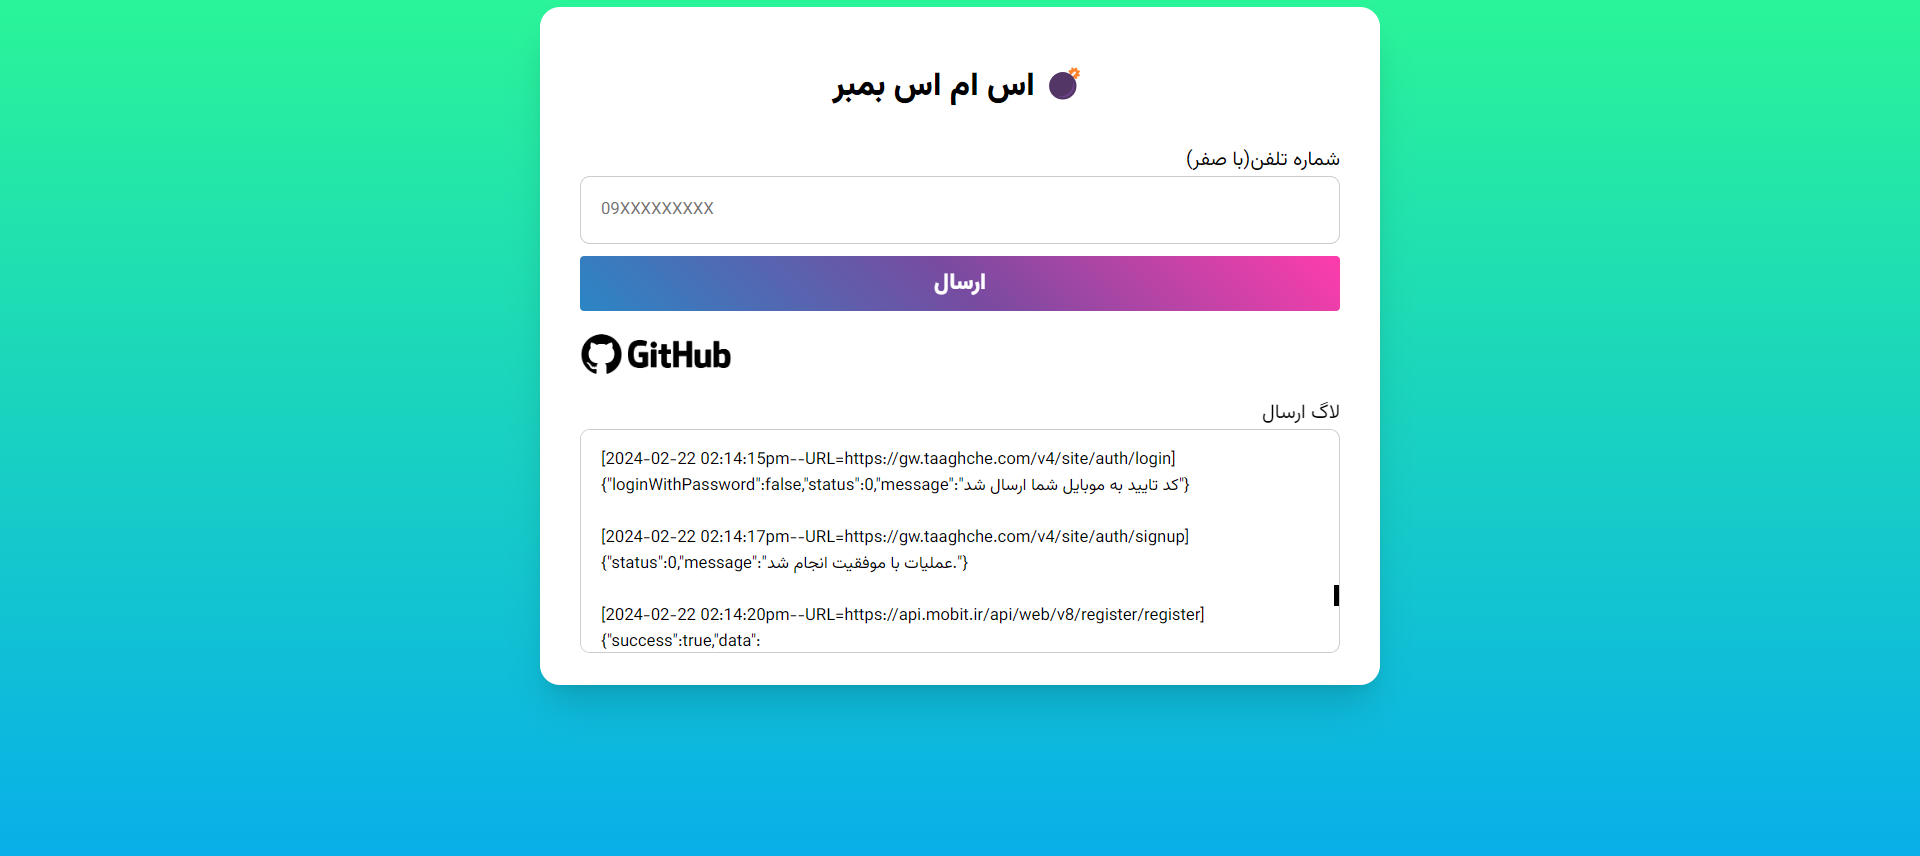 اس ام اس بمبر
شماره تلفن(با صفر)
09XXXXXXXXX
ارسال
GitHub
لاگ ارسال
[2024-02-22 02:14:15pm--URL=https://gw.taaghche.com/v4/site/auth/login]
{"loginWithPassword":false,"status":0,"message":"کد تایید به موبایل شما ارسال شد"}
[2024-02-22 02:14:17pm--URL=https://gw.taaghche.com/v4/site/auth/signup]
{"status":0,"message":"عملیات با موفقیت انجام شد."}
[2024-02-22 02:14:20pm--URL=https://api.mobit.ir/api/web/v8/register/register]
{"success":true,"data":